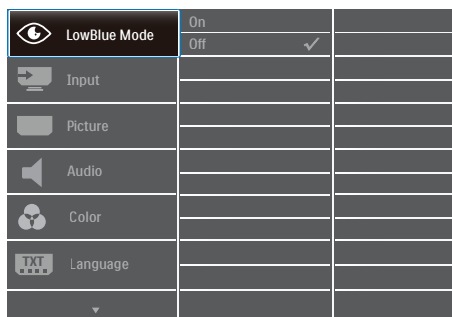 LowBlue Mode
On
Off
Input
Picture
Audio
Color
TXT
Language